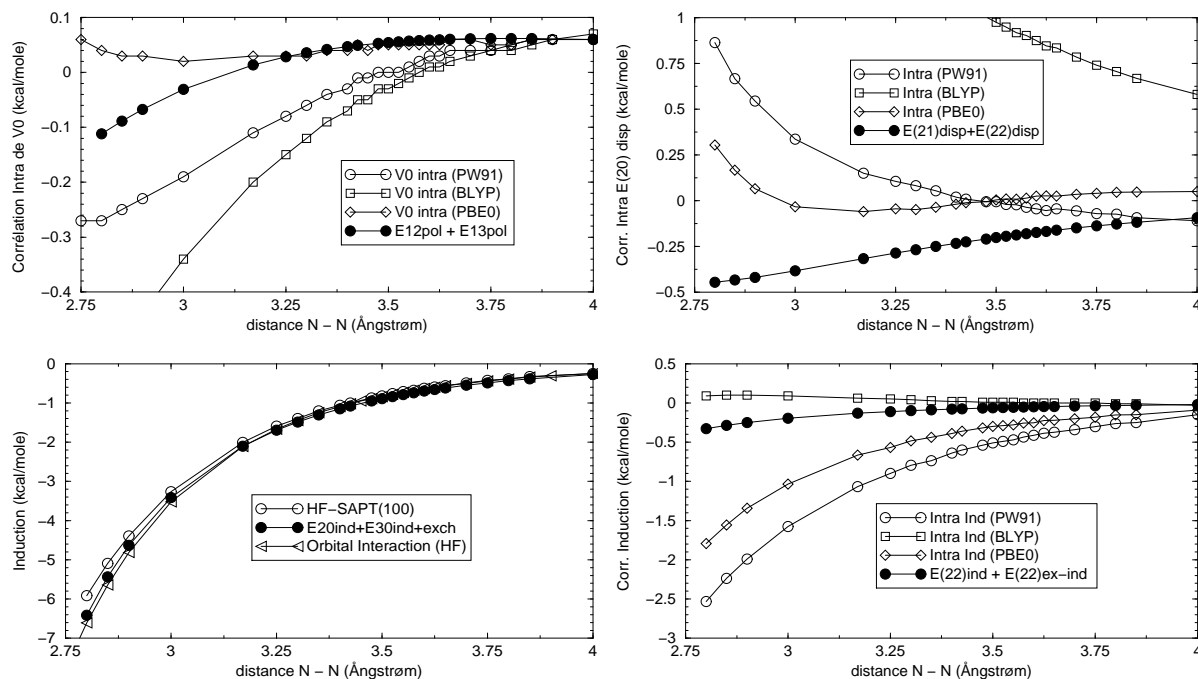 0.1
0
−0.1
−0.2
−0.3
−0.4
Corrélation Intra de V0 (kcal/mole)
2.75 3 3.25 3.5 3.75 4
distance N − N (Ångstrøm)
V0 intra (PW91)
V0 intra (BLYP)
V0 intra (PBE0)
E12pol + E13pol
1
0.75
0.5
0.25
0
−0.25
−0.5
Corr. Intra E(20) disp (kcal/mole)
2.75 3 3.25 3.5 3.75 4
distance N − N (Ångstrøm)
Intra (PW91)
Intra (BLYP)
Intra (PBE0)
E(21)disp+E(22)disp
0
−1
−2
−3
−4
−5
−6
−7
Induction (kcal/mole)
2.75 3 3.25 3.5 3.75 4
distance N − N (Ångstrøm)
HF−SAPT(100)
E20ind+E30ind+exch
Orbital Interaction (HF)
0.5
0
−0.5
−1
−1.5
−2
−2.5
−3
Corr. Induction (kcal/mole)
2.75 3 3.25 3.5 3.75 4
distance N − N (Ångstrøm)
Intra Ind (PW91)
Intra Ind (BLYP)
Intra Ind (PBE0)
E(22)ind + E(22)ex−ind